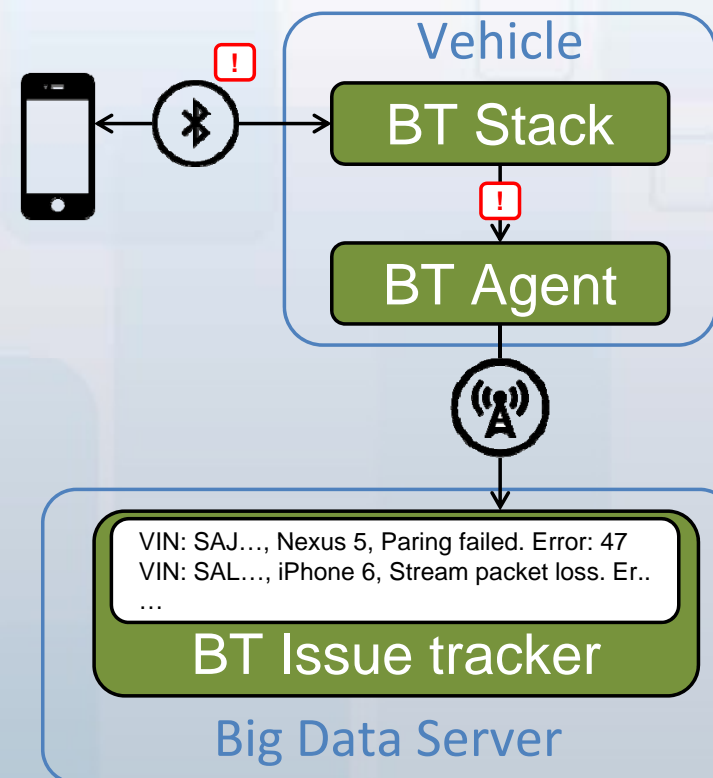 Vehicle
!
BT Stack
!
BT Agent
VIN: SAJ…, Nexus 5, Paring failed. Error: 47
VIN: SAL…, iPhone 6, Stream packet loss. Er..
…
BT Issue tracker
Big Data Server